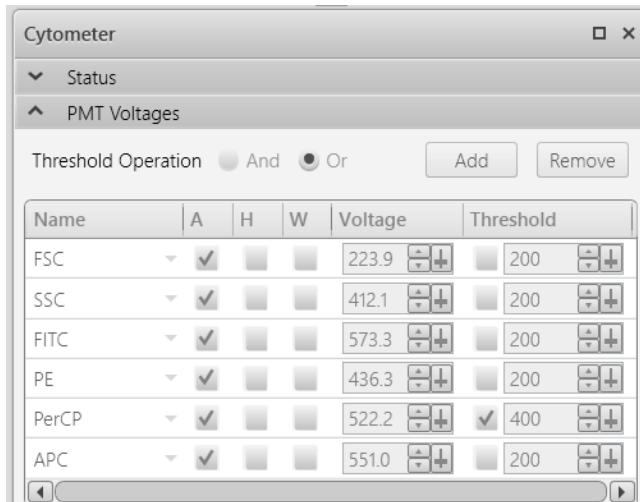 Cytometer
Status
PMT Voltages
Threshold Operation And Or Add Remove
Name A H W Voltage Threshold
FSC 223.9 200
SSC 412.1 200
FITC 573.3 200
PE 436.3 200
PerCP 522.2 400
APC 551.0 200